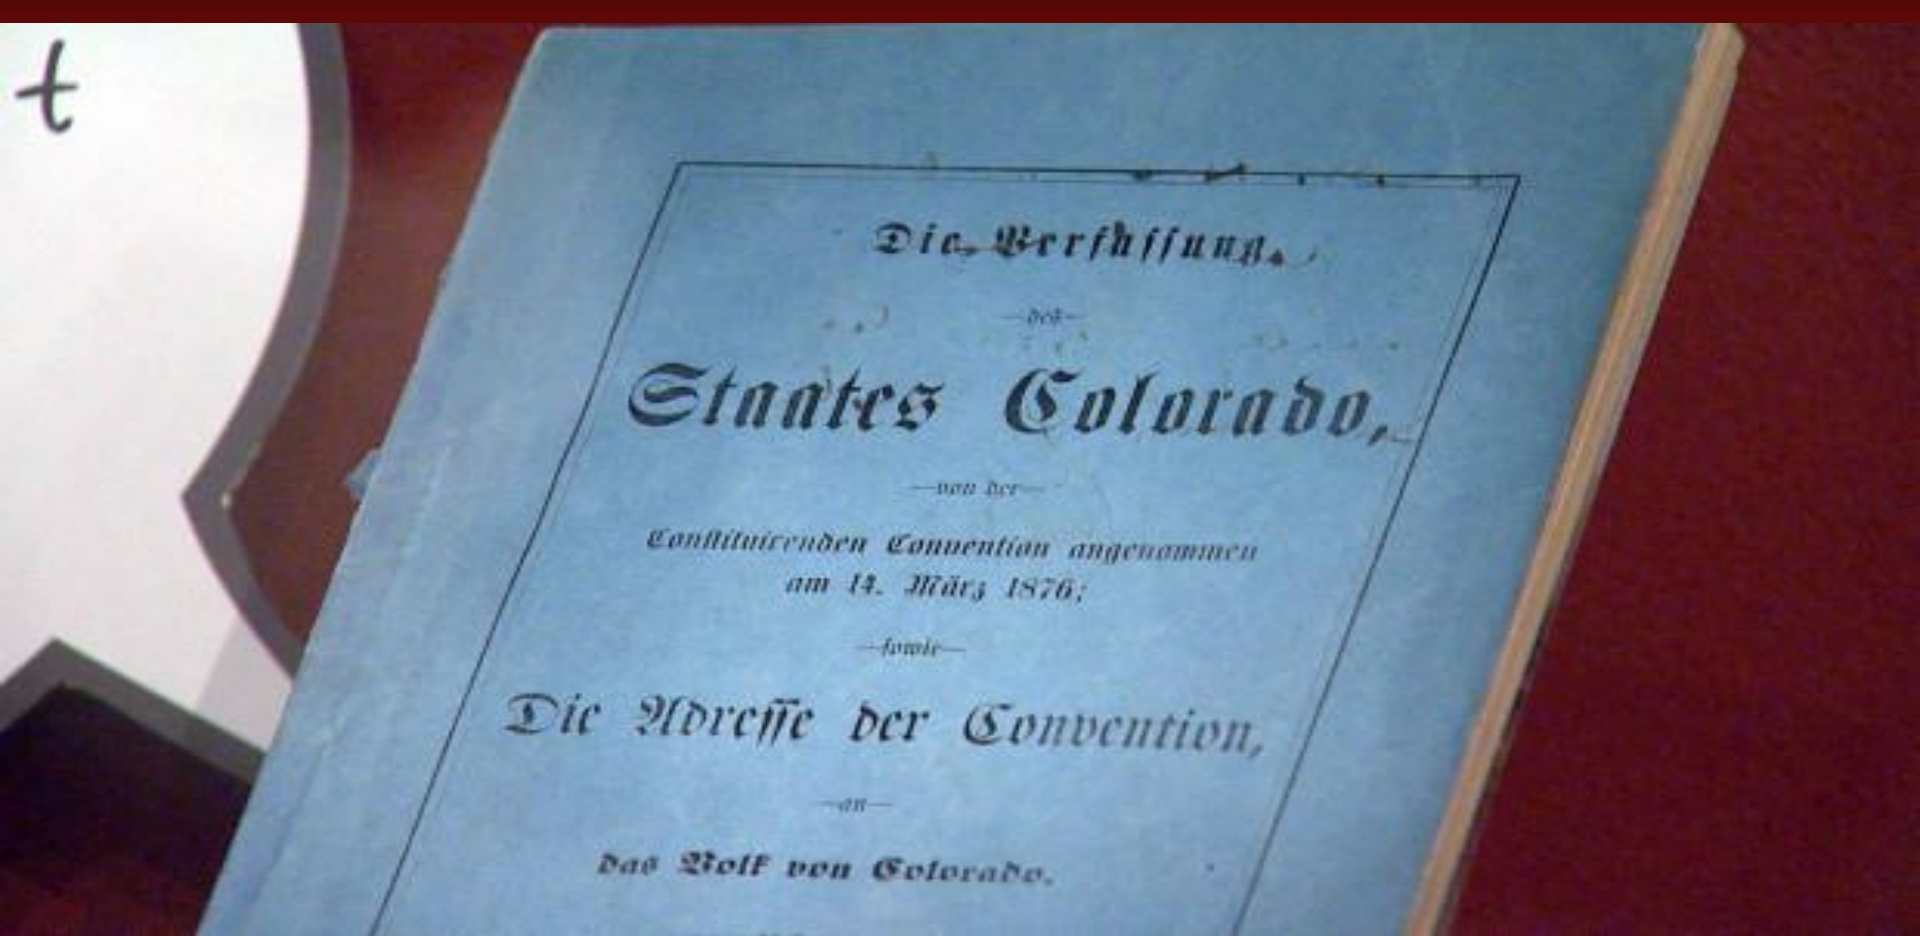 t
Die Verfassung
des
Staates Colorado,
von der
Constituirenden Convention angenommen
am 14. März 1876;
sowie
Die Adresse der Convention,
an
das Volk von Colorado.